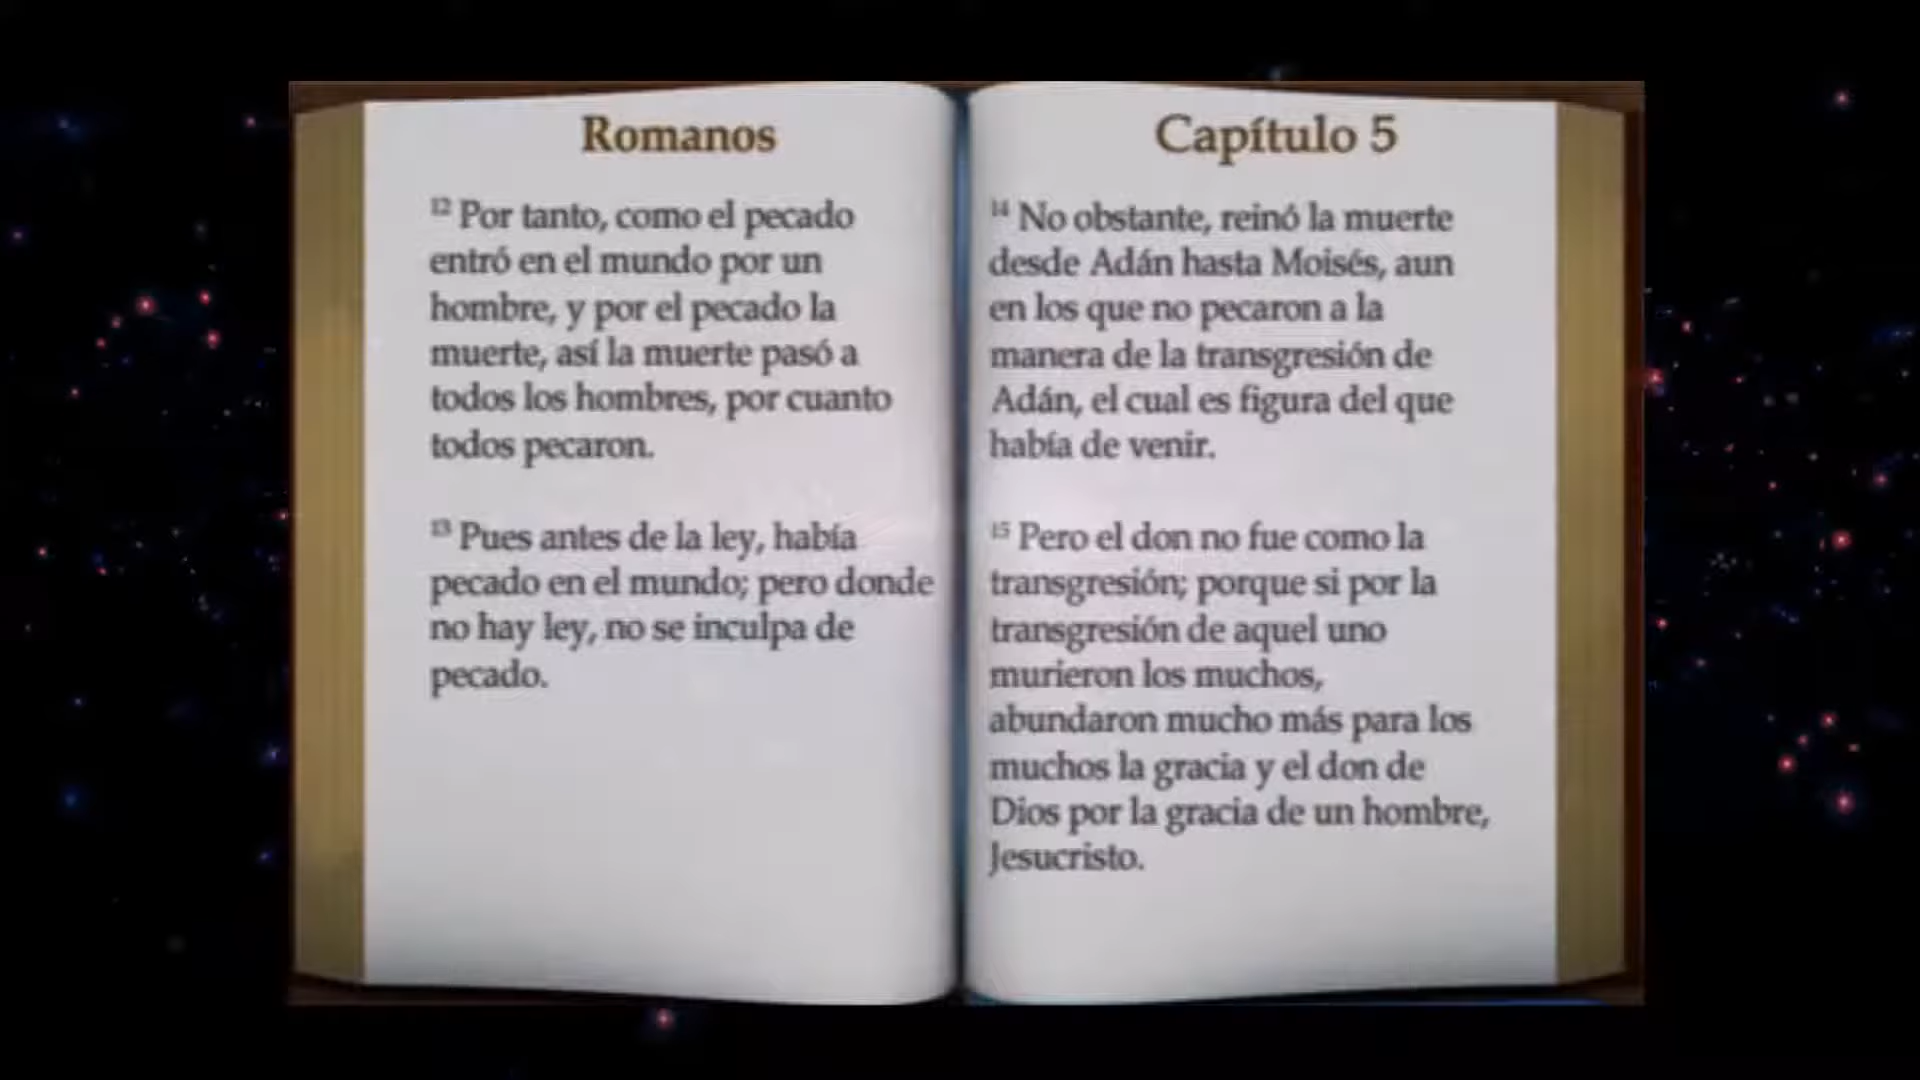 Romanos
12 Por tanto, como el pecado
entró en el mundo por un
hombre, y por el pecado la
muerte, así la muerte pasó a
todos los hombres, por cuanto
todos pecaron.
13 Pues antes de la ley, había
pecado en el mundo; pero donde
no hay ley, no se inculpa de
pecado.
Capítulo 5
14 No obstante, reinó la muerte
desde Adán hasta Moisés, aun
en los que no pecaron a la
manera de la transgresión de
Adán, el cual es figura del que
había de venir.
15 Pero el don no fue como la
transgresión; porque si por la
transgresión de aquel uno
murieron los muchos,
abundaron mucho más para los
muchos la gracia y el don de
Dios por la gracia de un hombre,
Jesucristo.